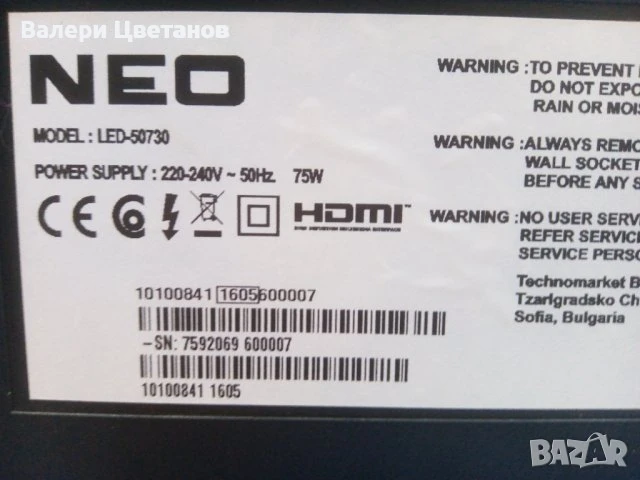 Валери Цветанов
NEO
MODEL : LED-50730
POWER SUPPLY : 220-240V ~ 50Hz. 75W
HDMI
10100841 1605600007
-SN: 7592069 600007
10100841 1605
WARNING :TO PREVENT
DO NOT EXPO
RAIN OR MOIS
WARNING :ALWAYS REMO
WALL SOCKET
BEFORE ANY S
WARNING :NO USER SERV
REFER SERVIC
SERVICE PERSO
Technomarket B
Tzarigradsko Ch
Sofia, Bulgaria
BAZAR